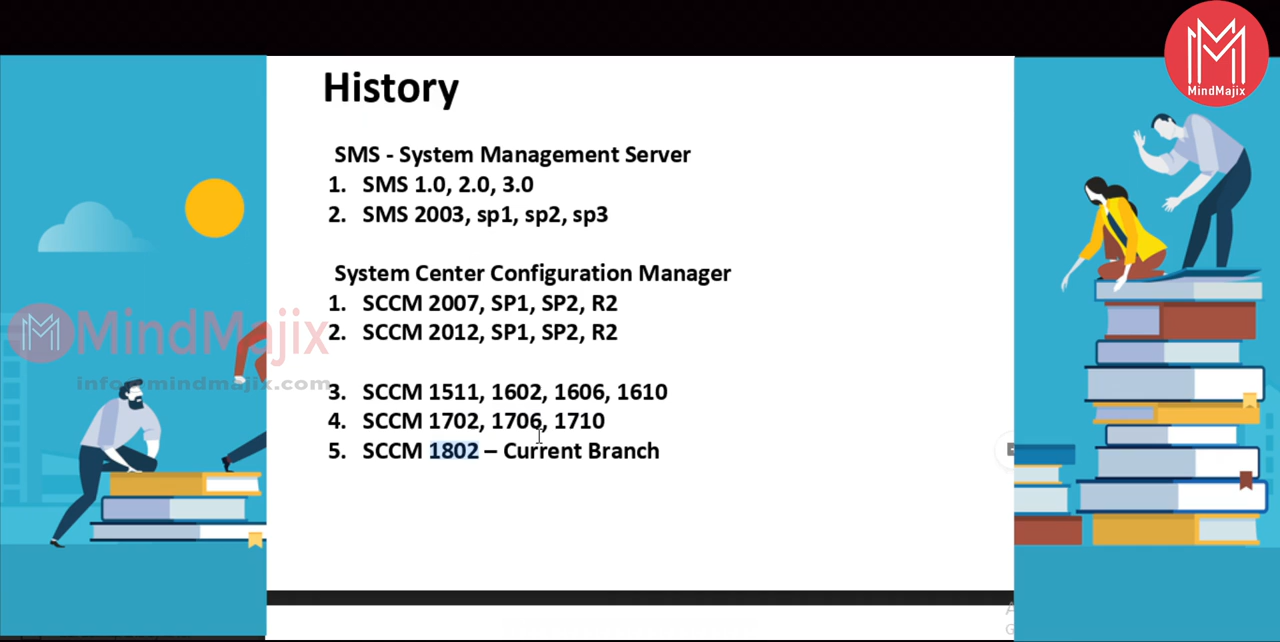 MindMajix
History
SMS - System Management Server
1. SMS 1.0, 2.0, 3.0
2. SMS 2003, sp1, sp2, sp3
System Center Configuration Manager
1. SCCM 2007, SP1, SP2, R2
2. SCCM 2012, SP1, SP2, R2
MindMajix
info@mindmajix.com
3. SCCM 1511, 1602, 1606, 1610
4. SCCM 1702, 1706, 1710
5. SCCM 1802 – Current Branch